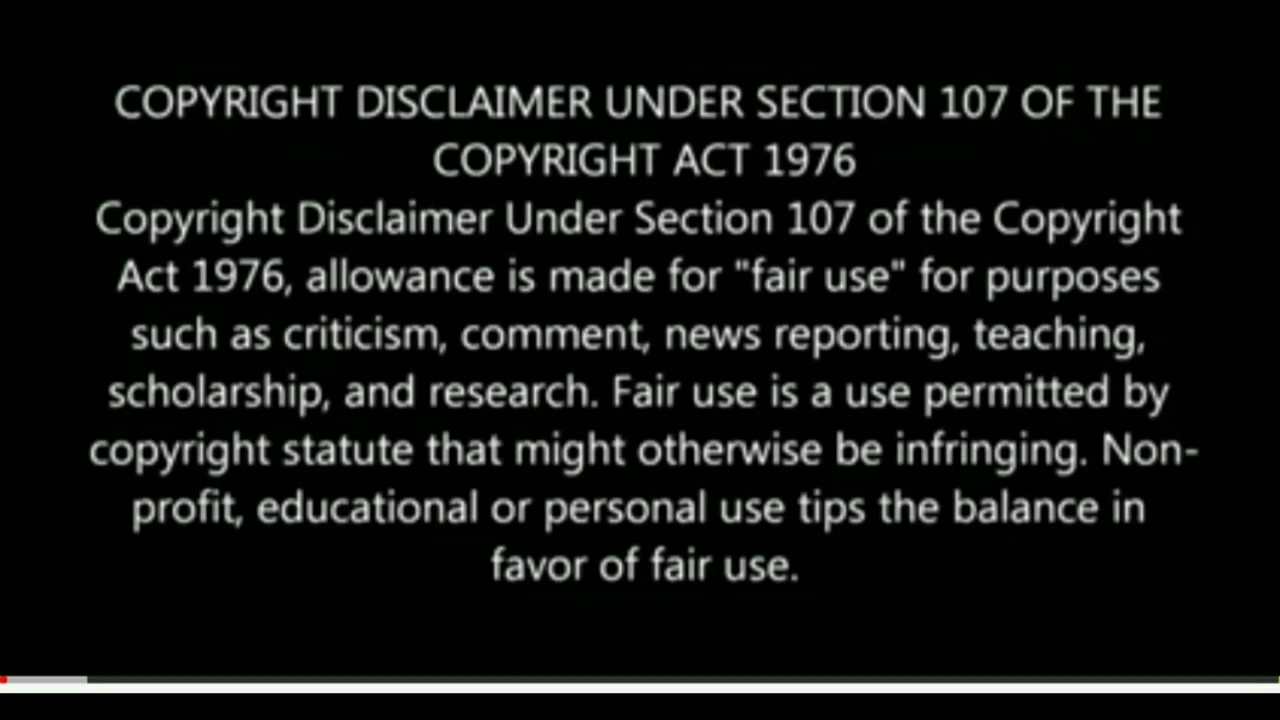 COPYRIGHT DISCLAIMER UNDER SECTION 107 OF THE
COPYRIGHT ACT 1976
Copyright Disclaimer Under Section 107 of the Copyright
Act 1976, allowance is made for "fair use" for purposes
such as criticism, comment, news reporting, teaching,
scholarship, and research. Fair use is a use permitted by
copyright statute that might otherwise be infringing. Non-
profit, educational or personal use tips the balance in
favor of fair use.